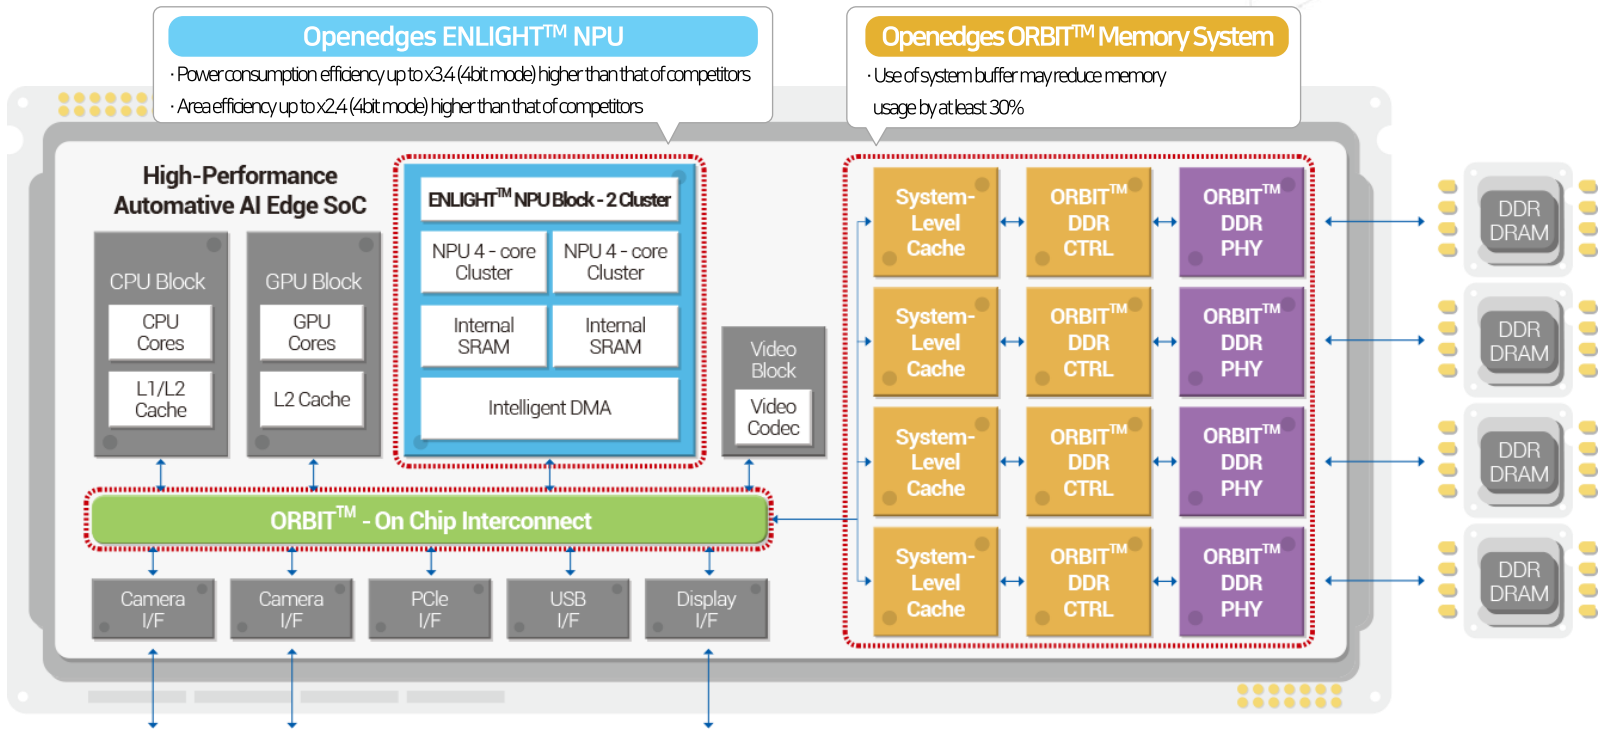 Openedges ENLIGHT™ NPU
· Power consumption efficiency up to x3.4 (4bit mode) higher than that of competitors
· Area efficiency up to x2.4 (4bit mode) higher than that of competitors
Openedges ORBIT™ Memory System
· Use of system buffer may reduce memory
usage by at least 30%
High-Performance
Automative AI Edge SoC
CPU Block
CPU
Cores
L1/L2
Cache
GPU Block
GPU
Cores
L2 Cache
ENLIGHT™ NPU Block - 2 Cluster
NPU 4 - core
Cluster
NPU 4 - core
Cluster
Internal
SRAM
Internal
SRAM
Intelligent DMA
Video
Block
Video
Codec
ORBIT™ - On Chip Interconnect
Camera
I/F
Camera
I/F
PCIe
I/F
USB
I/F
Display
I/F
System-
Level
Cache
ORBIT™
DDR
CTRL
ORBIT™
DDR
PHY
DDR
DRAM
System-
Level
Cache
ORBIT™
DDR
CTRL
ORBIT™
DDR
PHY
DDR
DRAM
System-
Level
Cache
ORBIT™
DDR
CTRL
ORBIT™
DDR
PHY
DDR
DRAM
System-
Level
Cache
ORBIT™
DDR
CTRL
ORBIT™
DDR
PHY
DDR
DRAM